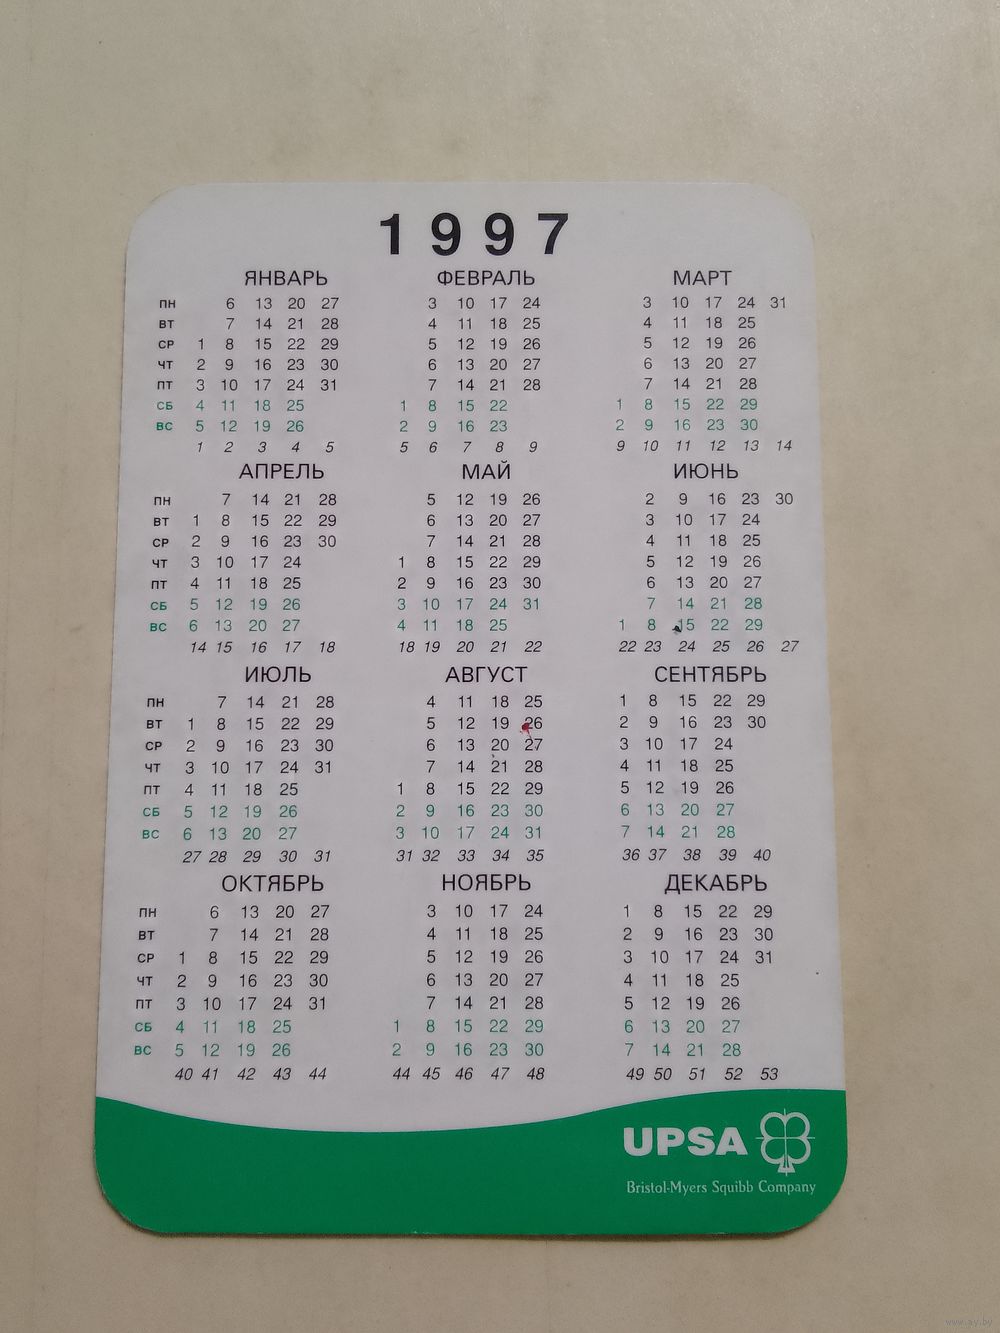 1997
ЯНВАРЬ ФЕВРАЛЬ МАРТ
ПН 6 13 20 27 3 10 17 24 3 10 17 24 31
ВТ 7 14 21 28 4 11 18 25 4 11 18 25
СР 1 8 15 22 29 5 12 19 26 5 12 19 26
ЧТ 2 9 16 23 30 6 13 20 27 6 13 20 27
ПТ 3 10 17 24 31 7 14 21 28 7 14 21 28
СБ 4 11 18 25 1 8 15 22 1 8 15 22 29
ВС 5 12 19 26 2 9 16 23 2 9 16 23 30
1 2 3 4 5 5 6 7 8 9 9 10 11 12 13 14
АПРЕЛЬ МАЙ ИЮНЬ
ПН 7 14 21 28 5 12 19 26 2 9 16 23 30
ВТ 1 8 15 22 29 6 13 20 27 3 10 17 24
СР 2 9 16 23 30 7 14 21 28 4 11 18 25
ЧТ 3 10 17 24 1 8 15 22 29 5 12 19 26
ПТ 4 11 18 25 2 9 16 23 30 6 13 20 27
СБ 5 12 19 26 3 10 17 24 31 7 14 21 28
ВС 6 13 20 27 4 11 18 25 1 8 15 22 29
14 15 16 17 18 18 19 20 21 22 22 23 24 25 26 27
ИЮЛЬ АВГУСТ СЕНТЯБРЬ
ПН 7 14 21 28 4 11 18 25 1 8 15 22 29
ВТ 1 8 15 22 29 5 12 19 26 2 9 16 23 30
СР 2 9 16 23 30 6 13 20 27 3 10 17 24
ЧТ 3 10 17 24 31 7 14 21 28 4 11 18 25
ПТ 4 11 18 25 1 8 15 22 29 5 12 19 26
СБ 5 12 19 26 2 9 16 23 30 6 13 20 27
ВС 6 13 20 27 3 10 17 24 31 7 14 21 28
27 28 29 30 31 31 32 33 34 35 36 37 38 39 40
ОКТЯБРЬ НОЯБРЬ ДЕКАБРЬ
ПН 6 13 20 27 3 10 17 24 1 8 15 22 29
ВТ 7 14 21 28 4 11 18 25 2 9 16 23 30
СР 1 8 15 22 29 5 12 19 26 3 10 17 24 31
ЧТ 2 9 16 23 30 6 13 20 27 4 11 18 25
ПТ 3 10 17 24 31 7 14 21 28 5 12 19 26
СБ 4 11 18 25 1 8 15 22 29 6 13 20 27
ВС 5 12 19 26 2 9 16 23 30 7 14 21 28
40 41 42 43 44 44 45 46 47 48 49 50 51 52 53
UPSA
Bristol-Myers Squibb Company
www.ay.by